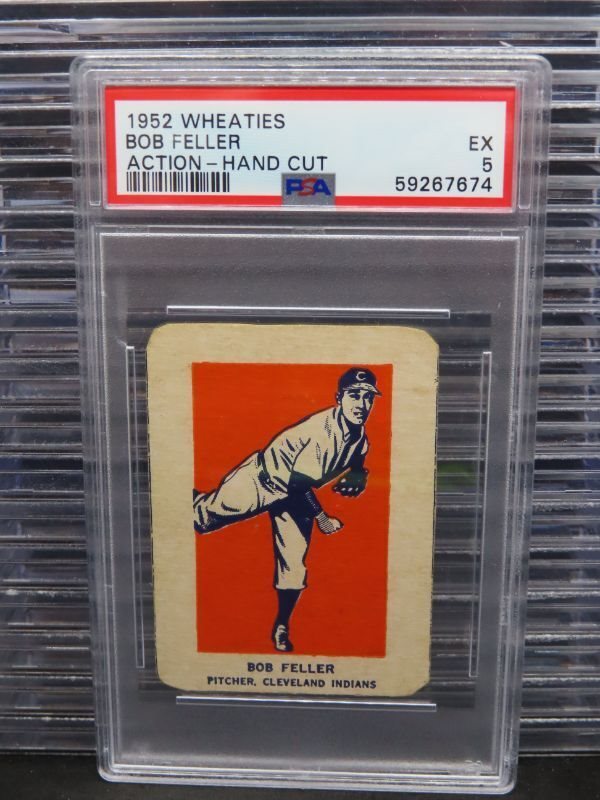 1952 WHEATIES
BOB FELLER EX
ACTION - HAND CUT 5
PSA 59267674
C
BOB FELLER
PITCHER, CLEVELAND INDIANS